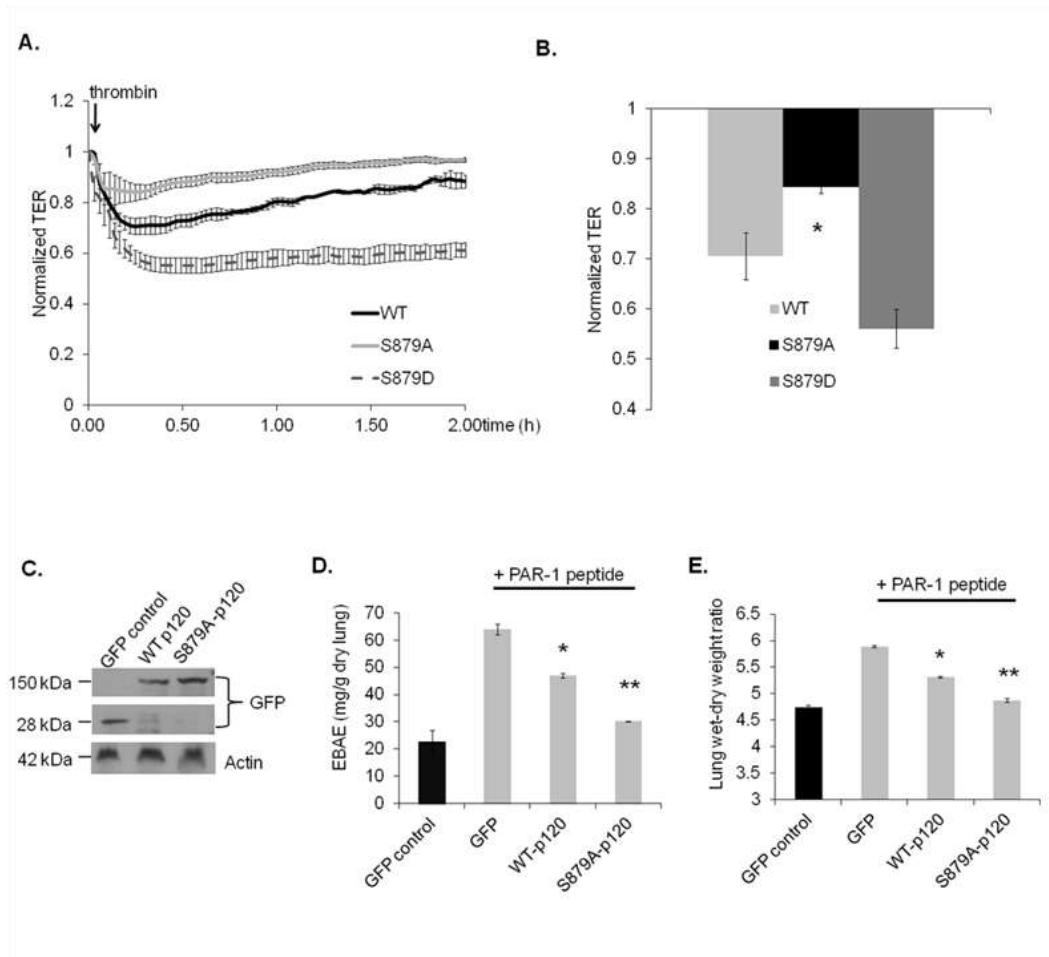 A.
thrombin
1.2
1
0.8
0.6
0.4
0.2
0
Normalized TER
WT
S879A
S879D
0.00
0.50
1.00
1.50
2.00
time (h)
B.
1
0.9
0.8
0.7
0.6
0.5
0.4
Normalized TER
*
WT
S879A
S879D
C.
GFP control
WT p120
S879A-p120
150 kDa
28 kDa
42 kDa
GFP
Actin
D.
+ PAR-1 peptide
70
60
50
40
30
20
10
0
EBAE (mg/g dry lung)
*
**
GFP control
GFP
WT-p120
S879A-p120
E.
+ PAR-1 peptide
6.5
6
5.5
5
4.5
4
3.5
3
Lung wet-dry weight ratio
*
**
GFP control
GFP
WT-p120
S879A-p120